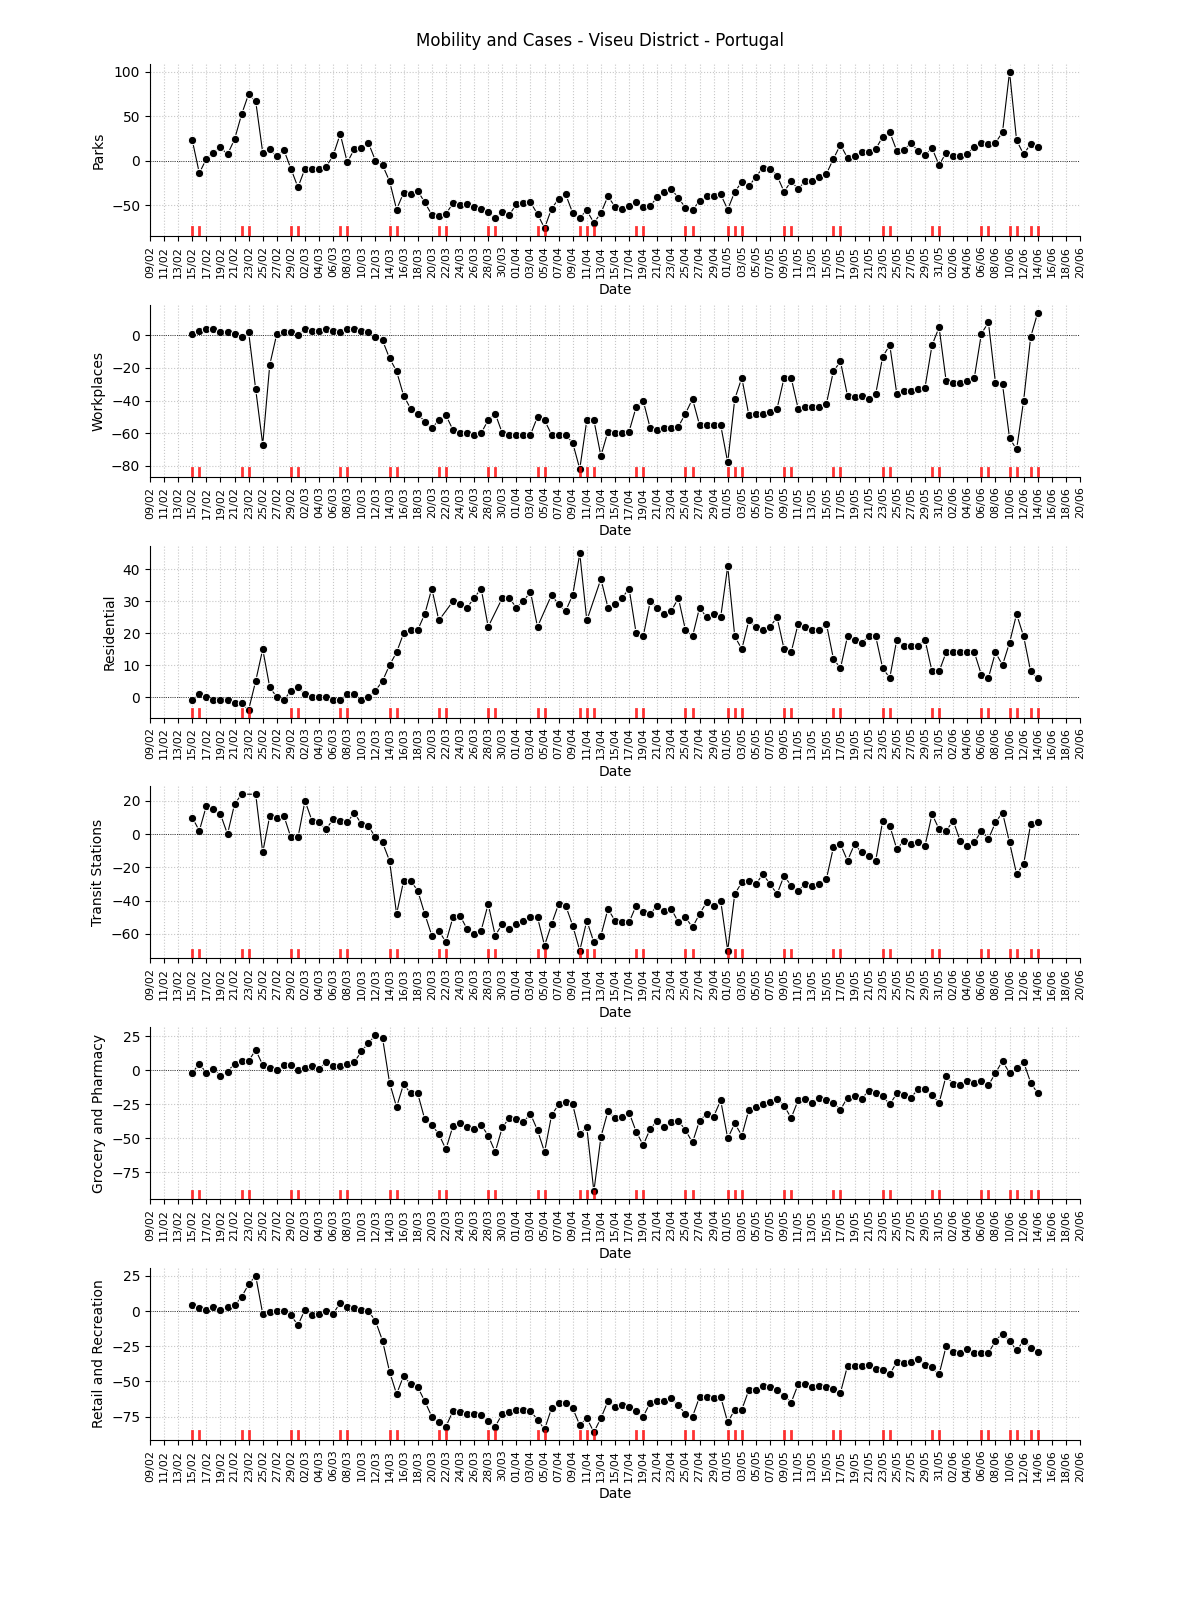 Mobility and Cases - Viseu District - Portugal
Parks
100
50
0
−50
09/02 11/02 13/02 15/02 17/02 19/02 21/02 23/02 25/02 27/02 29/02 02/03 04/03 06/03 08/03 10/03 12/03 14/03 16/03 18/03 20/03 22/03 24/03 26/03 28/03 30/03 01/04 03/04 05/04 07/04 09/04 11/04 13/04 15/04 17/04 19/04 21/04 23/04 25/04 27/04 29/04 01/05 03/05 05/05 07/05 09/05 11/05 13/05 15/05 17/05 19/05 21/05 23/05 25/05 27/05 29/05 31/05 02/06 04/06 06/06 08/06 10/06 12/06 14/06 16/06 18/06 20/06
Date
Workplaces
0
−20
−40
−60
−80
09/02 11/02 13/02 15/02 17/02 19/02 21/02 23/02 25/02 27/02 29/02 02/03 04/03 06/03 08/03 10/03 12/03 14/03 16/03 18/03 20/03 22/03 24/03 26/03 28/03 30/03 01/04 03/04 05/04 07/04 09/04 11/04 13/04 15/04 17/04 19/04 21/04 23/04 25/04 27/04 29/04 01/05 03/05 05/05 07/05 09/05 11/05 13/05 15/05 17/05 19/05 21/05 23/05 25/05 27/05 29/05 31/05 02/06 04/06 06/06 08/06 10/06 12/06 14/06 16/06 18/06 20/06
Date
Residential
40
30
20
10
0
09/02 11/02 13/02 15/02 17/02 19/02 21/02 23/02 25/02 27/02 29/02 02/03 04/03 06/03 08/03 10/03 12/03 14/03 16/03 18/03 20/03 22/03 24/03 26/03 28/03 30/03 01/04 03/04 05/04 07/04 09/04 11/04 13/04 15/04 17/04 19/04 21/04 23/04 25/04 27/04 29/04 01/05 03/05 05/05 07/05 09/05 11/05 13/05 15/05 17/05 19/05 21/05 23/05 25/05 27/05 29/05 31/05 02/06 04/06 06/06 08/06 10/06 12/06 14/06 16/06 18/06 20/06
Date
Transit Stations
20
0
−20
−40
−60
09/02 11/02 13/02 15/02 17/02 19/02 21/02 23/02 25/02 27/02 29/02 02/03 04/03 06/03 08/03 10/03 12/03 14/03 16/03 18/03 20/03 22/03 24/03 26/03 28/03 30/03 01/04 03/04 05/04 07/04 09/04 11/04 13/04 15/04 17/04 19/04 21/04 23/04 25/04 27/04 29/04 01/05 03/05 05/05 07/05 09/05 11/05 13/05 15/05 17/05 19/05 21/05 23/05 25/05 27/05 29/05 31/05 02/06 04/06 06/06 08/06 10/06 12/06 14/06 16/06 18/06 20/06
Date
Grocery and Pharmacy
25
0
−25
−50
−75
09/02 11/02 13/02 15/02 17/02 19/02 21/02 23/02 25/02 27/02 29/02 02/03 04/03 06/03 08/03 10/03 12/03 14/03 16/03 18/03 20/03 22/03 24/03 26/03 28/03 30/03 01/04 03/04 05/04 07/04 09/04 11/04 13/04 15/04 17/04 19/04 21/04 23/04 25/04 27/04 29/04 01/05 03/05 05/05 07/05 09/05 11/05 13/05 15/05 17/05 19/05 21/05 23/05 25/05 27/05 29/05 31/05 02/06 04/06 06/06 08/06 10/06 12/06 14/06 16/06 18/06 20/06
Date
Retail and Recreation
25
0
−25
−50
−75
09/02 11/02 13/02 15/02 17/02 19/02 21/02 23/02 25/02 27/02 29/02 02/03 04/03 06/03 08/03 10/03 12/03 14/03 16/03 18/03 20/03 22/03 24/03 26/03 28/03 30/03 01/04 03/04 05/04 07/04 09/04 11/04 13/04 15/04 17/04 19/04 21/04 23/04 25/04 27/04 29/04 01/05 03/05 05/05 07/05 09/05 11/05 13/05 15/05 17/05 19/05 21/05 23/05 25/05 27/05 29/05 31/05 02/06 04/06 06/06 08/06 10/06 12/06 14/06 16/06 18/06 20/06
Date